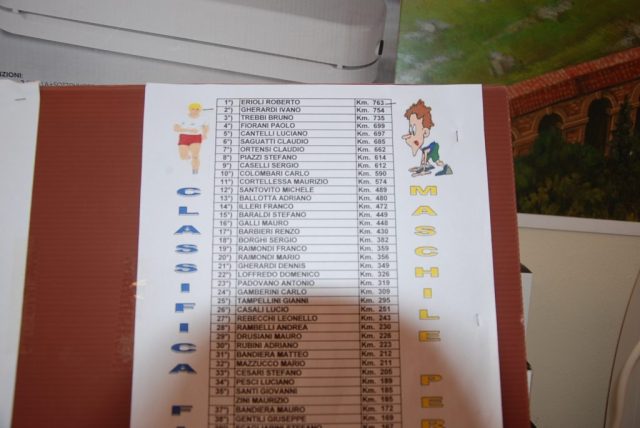 1°) ERIOLI ROBERTO Km. 763
2°) GHERARDI IVANO Km. 754
3°) TREBBI BRUNO Km. 735
4°) FIORANI PAOLO Km. 699
5°) CANTELLI LUCIANO Km. 697
6°) SAGUATTI CLAUDIO Km. 685
7°) ORTENSI CLAUDIO Km. 662
8°) PIAZZI STEFANO Km. 614
9°) CASELLI SERGIO Km. 612
10°) COLOMBARI CARLO Km. 590
11°) CORTELLESSA MAURIZIO Km. 574
12°) SANTOVITO MICHELE Km. 489
13°) BALLOTTA ADRIANO Km. 480
14°) ILLERI FRANCO Km. 472
15°) BARALDI STEFANO Km. 449
16°) GALLI MAURO Km. 448
17°) BARBIERI RENZO Km. 430
18°) BORGHI SERGIO Km. 382
19°) RAIMONDI FRANCO Km. 359
20°) RAIMONDI MARIO Km. 356
21°) GHERARDI DENNIS Km. 349
22°) LOFFREDO DOMENICO Km. 326
23°) PADOVANO ANTONIO Km. 319
24°) GAMBERINI CARLO Km. 309
25°) TAMPELLINI GIANNI Km. 295
26°) CASALI LUCIO Km. 251
27°) REBECCHI LEONELLO Km. 243
28°) RAMBELLI ANDREA Km. 230
29°) DRUSIANI MAURO Km. 226
30°) RUBINI ADRIANO Km. 223
31°) BANDIERA MATTEO Km. 212
32°) MAZZUCCO MARIO Km. 211
33°) CESARI STEFANO Km. 205
34°) PESCI LUCIANO Km. 189
35°) SANTI GIOVANNI Km. 185
ZINI MAURIZIO Km. 185
37°) BANDIERA MAURO Km. 172
38°) GENTILI GIUSEPPE Km. 169
CLASSIFICA
MASCHILE PER